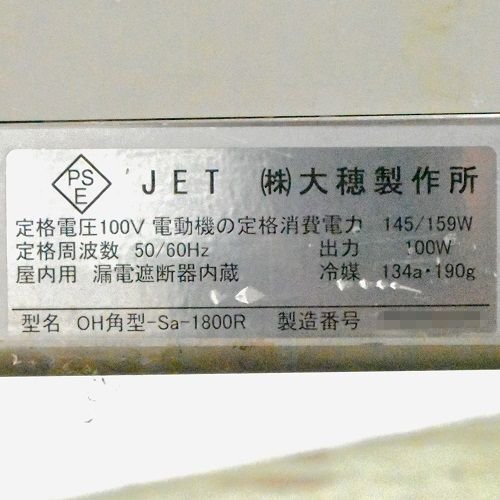 PS E JET (株)大穂製作所
定格電圧100V 電動機の定格消費電力 145/159W
定格周波数 50/60Hz 出力 100W
屋内用 漏電遮断器内蔵 冷媒 134a・190g
型名 OH角型-Sa-1800R 製造番号